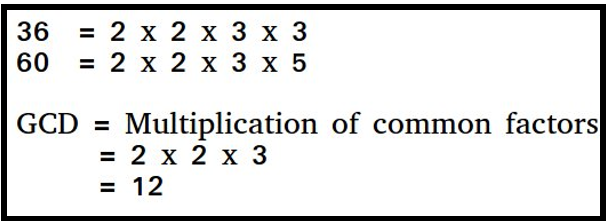 36 = 2 x 2 x 3 x 3
60 = 2 x 2 x 3 x 5
GCD = Multiplication of common factors
= 2 x 2 x 3
= 12